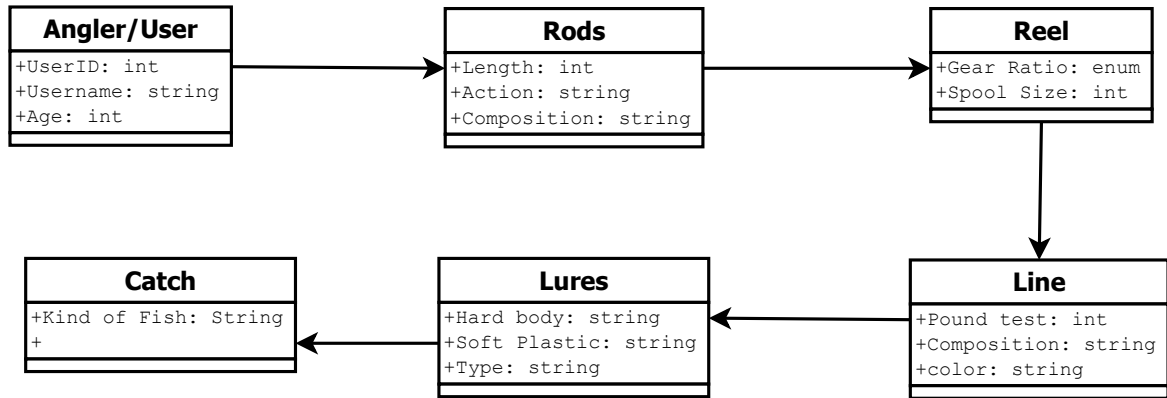 Angler/User
+UserID: int
+Username: string
+Age: int
Rods
+Length: int
+Action: string
+Composition: string
Reel
+Gear Ratio: enum
+Spool Size: int
Catch
+Kind of Fish: String
+
Lures
+Hard body: string
+Soft Plastic: string
+Type: string
Line
+Pound test: int
+Composition: string
+color: string